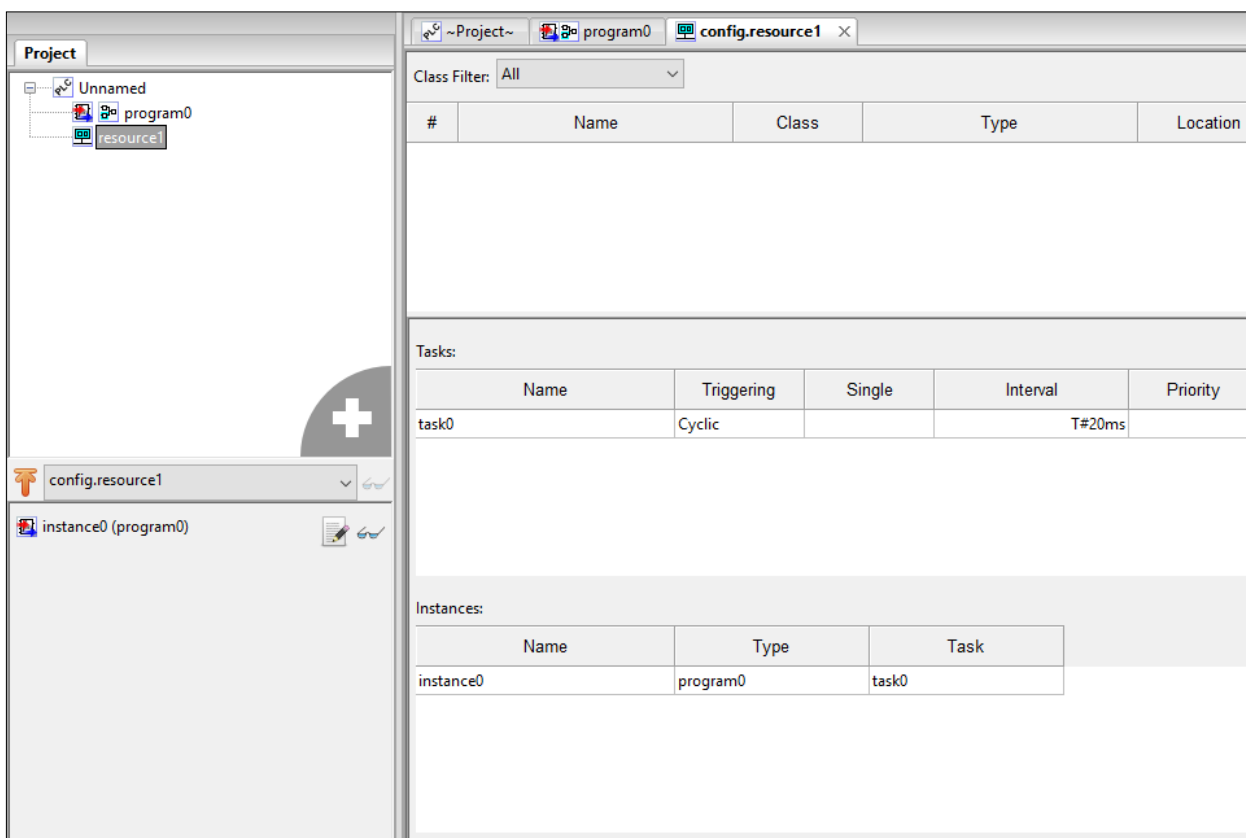 Project
Unnamed
program0
resource1
config.resource1
instance0 (program0)
~Project~ program0 config.resource1
Class Filter: All
# Name Class Type Location
Tasks:
Name Triggering Single Interval Priority
task0 Cyclic T#20ms
Instances:
Name Type Task
instance0 program0 task0